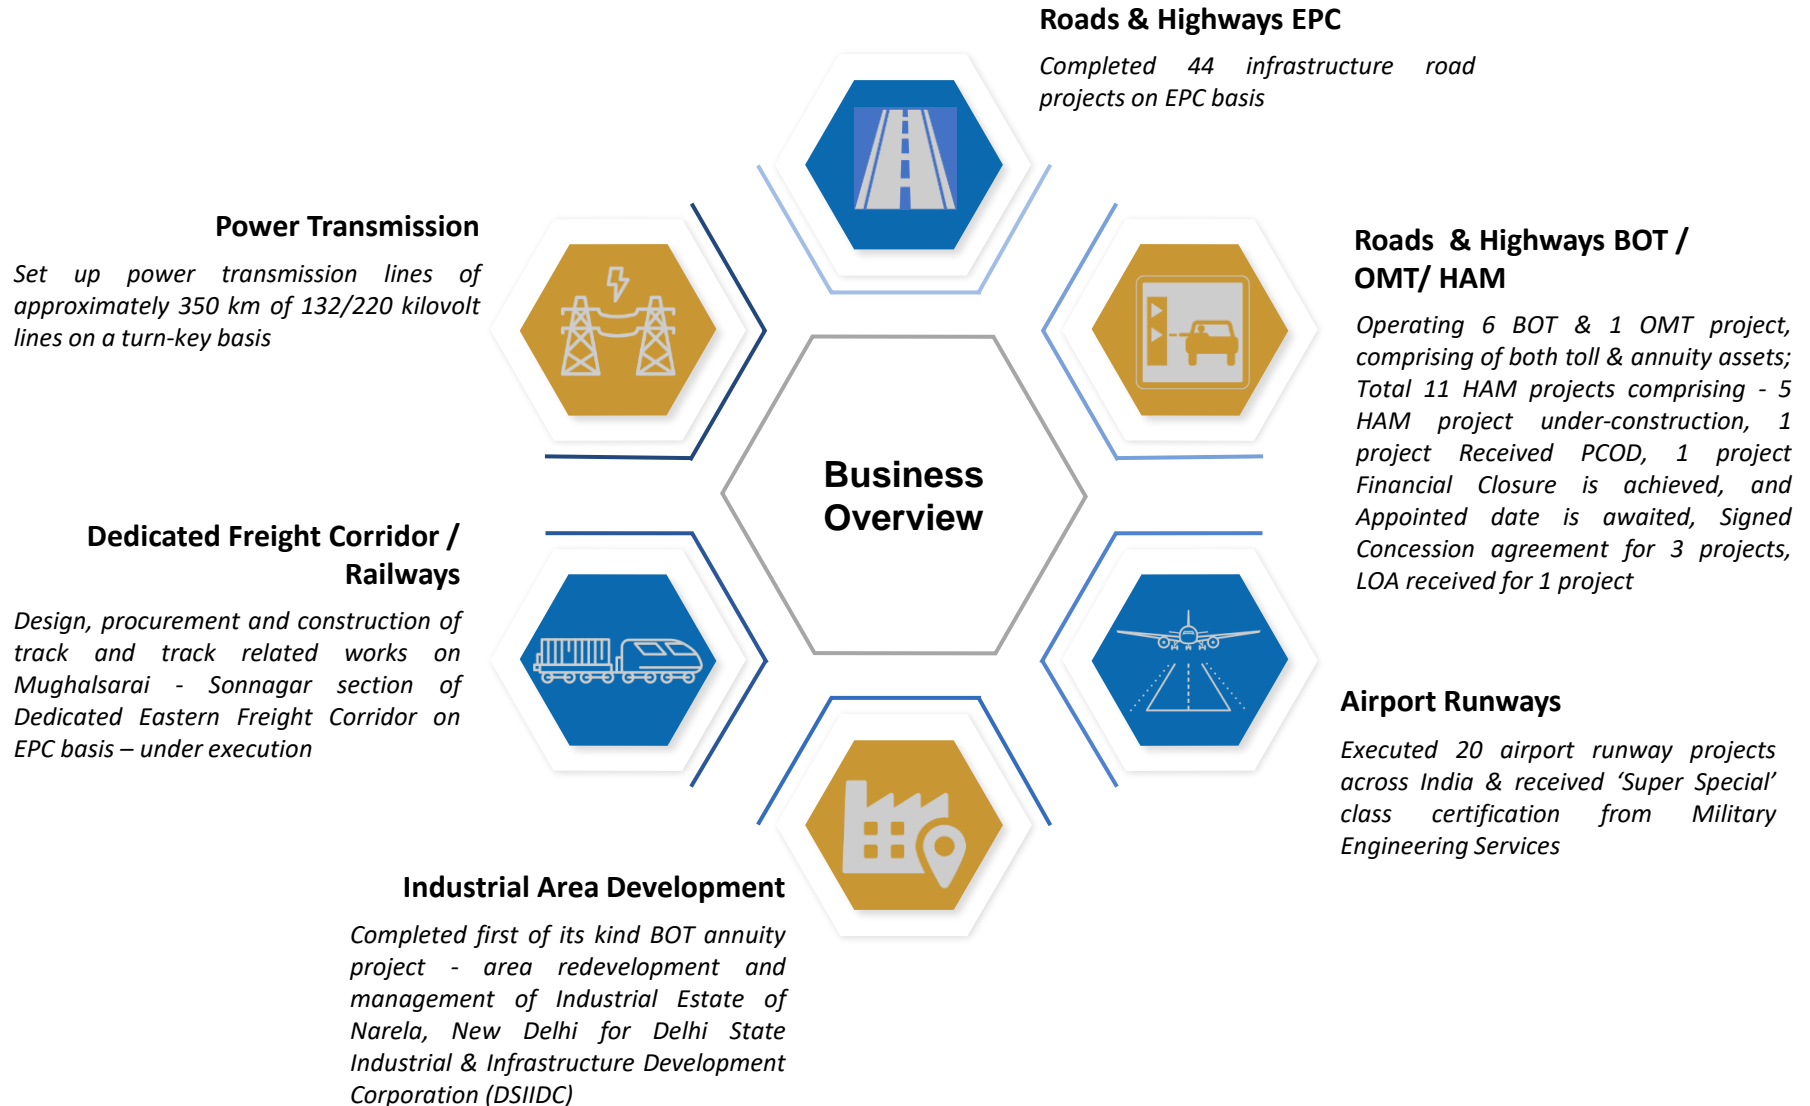 Roads & Highways EPC
Completed 44 infrastructure road
projects on EPC basis
Roads & Highways BOT /
OMT/ HAM
Operating 6 BOT & 1 OMT project,
comprising of both toll & annuity assets;
Total 11 HAM projects comprising - 5
HAM project under-construction, 1
project Received PCOD, 1 project
Financial Closure is achieved, and
Appointed date is awaited, Signed
Concession agreement for 3 projects,
LOA received for 1 project
Airport Runways
Executed 20 airport runway projects
across India & received ‘Super Special’
class certification from Military
Engineering Services
Industrial Area Development
Completed first of its kind BOT annuity
project - area redevelopment and
management of Industrial Estate of
Narela, New Delhi for Delhi State
Industrial & Infrastructure Development
Corporation (DSIIDC)
Dedicated Freight Corridor /
Railways
Design, procurement and construction of
track and track related works on
Mughalsarai - Sonnagar section of
Dedicated Eastern Freight Corridor on
EPC basis – under execution
Power Transmission
Set up power transmission lines of
approximately 350 km of 132/220 kilovolt
lines on a turn-key basis
Business
Overview